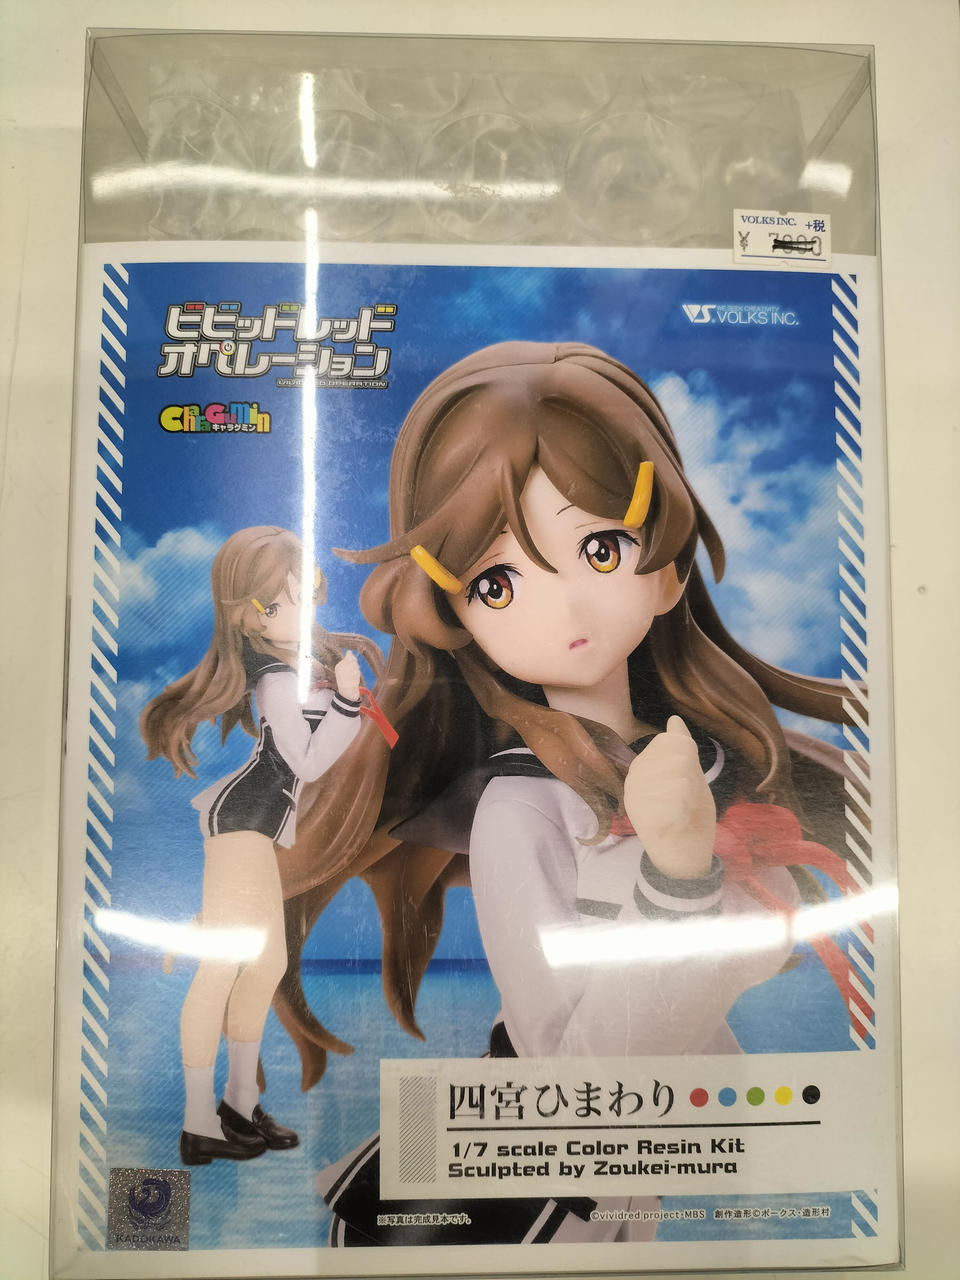 VOLKS INC. +税
¥
ビビッドレッド
オペレーション
VIVIDRED OPERATION
CharaGumin
キャラグミン
VS. VOLKS INC.
四宮ひまわり
1/7 scale Color Resin Kit
Sculpted by Zoukei-mura
KADOKAWA
※写真は完成見本です。
©vividred project・MBS 創作造形©ボークス・造形村